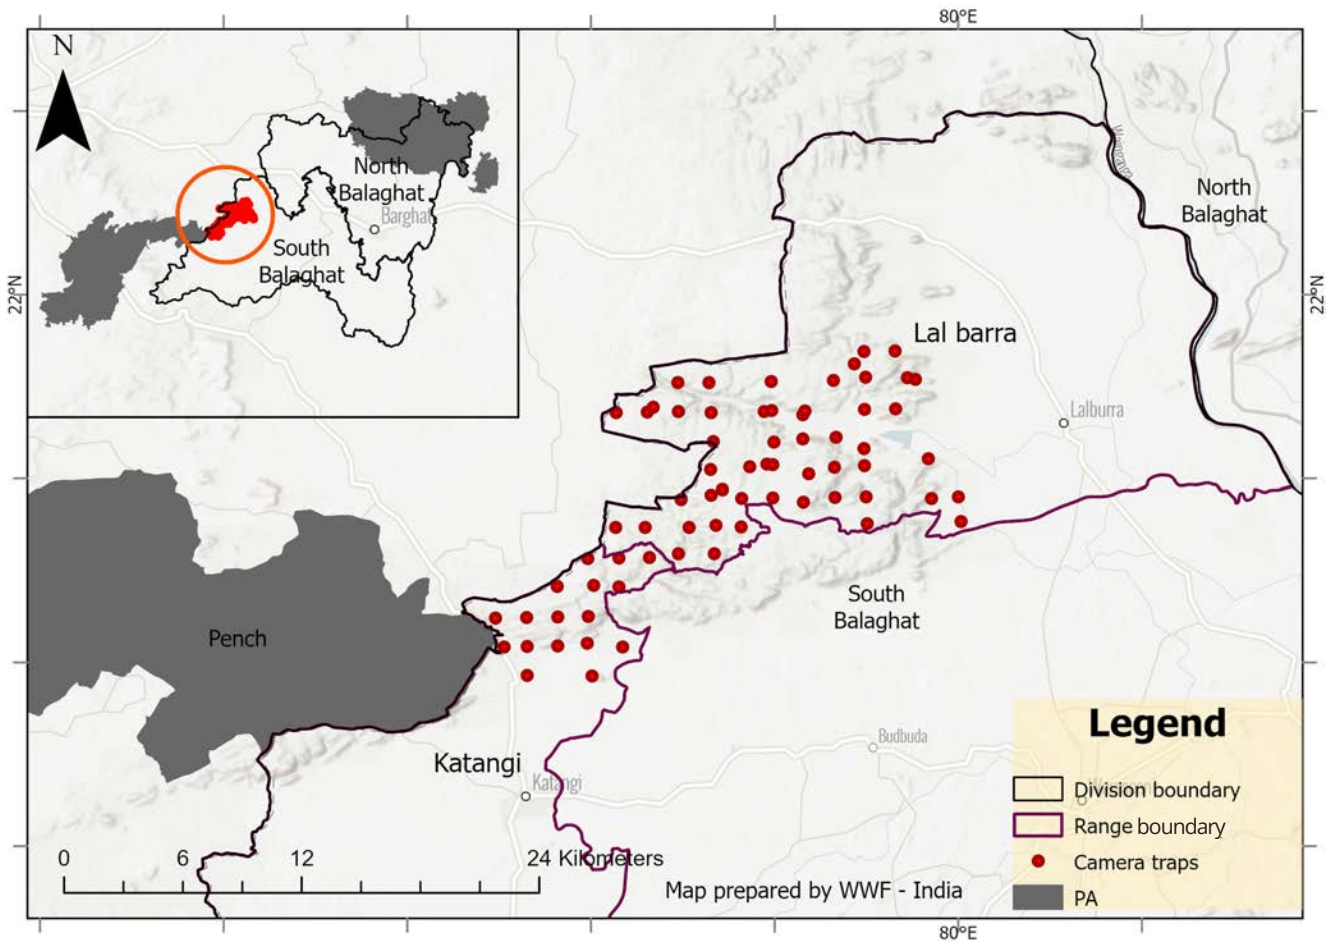 80°E
N
North
Balaghat
Barghat
South
Balaghat
22°N
22°N
North
Balaghat
Lal barra
Lalburra
Pench
South
Balaghat
Katangi
Katangi
Budbuda
Legend
Division boundary
Range boundary
Camera traps
PA
0
6
12
24 Kilometers
Map prepared by WWF - India
80°E